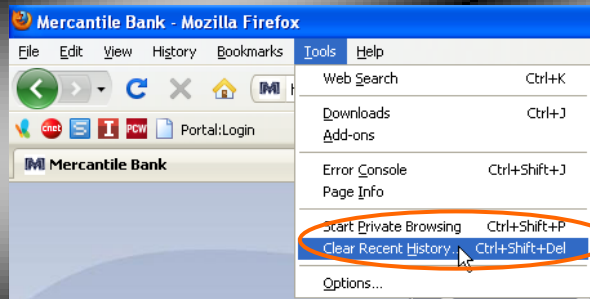 Mercantile Bank - Mozilla Firefox
File Edit View History Bookmarks Tools Help
Web Search Ctrl+K
Downloads Ctrl+J
Add-ons
cnet S I PCW Portal:Login
Mercantile Bank
Error Console Ctrl+Shift+J
Page Info
Start Private Browsing Ctrl+Shift+P
Clear Recent History... Ctrl+Shift+Del
Options...